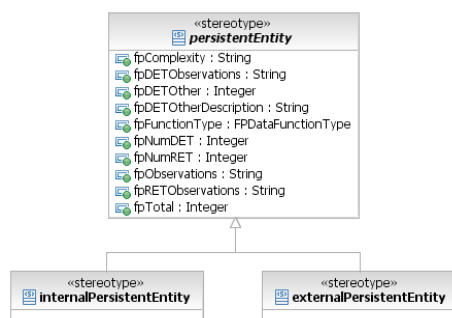 «stereotype»
persistentEntity
fpComplexity : String
fpDETObservations : String
fpDETOther : Integer
fpDETOtherDescription : String
fpFunctionType : FPDataFunctionType
fpNumDET : Integer
fpNumRET : Integer
fpObservations : String
fpRETObservations : String
fpTotal : Integer
«stereotype»
internalPersistentEntity
«stereotype»
externalPersistentEntity